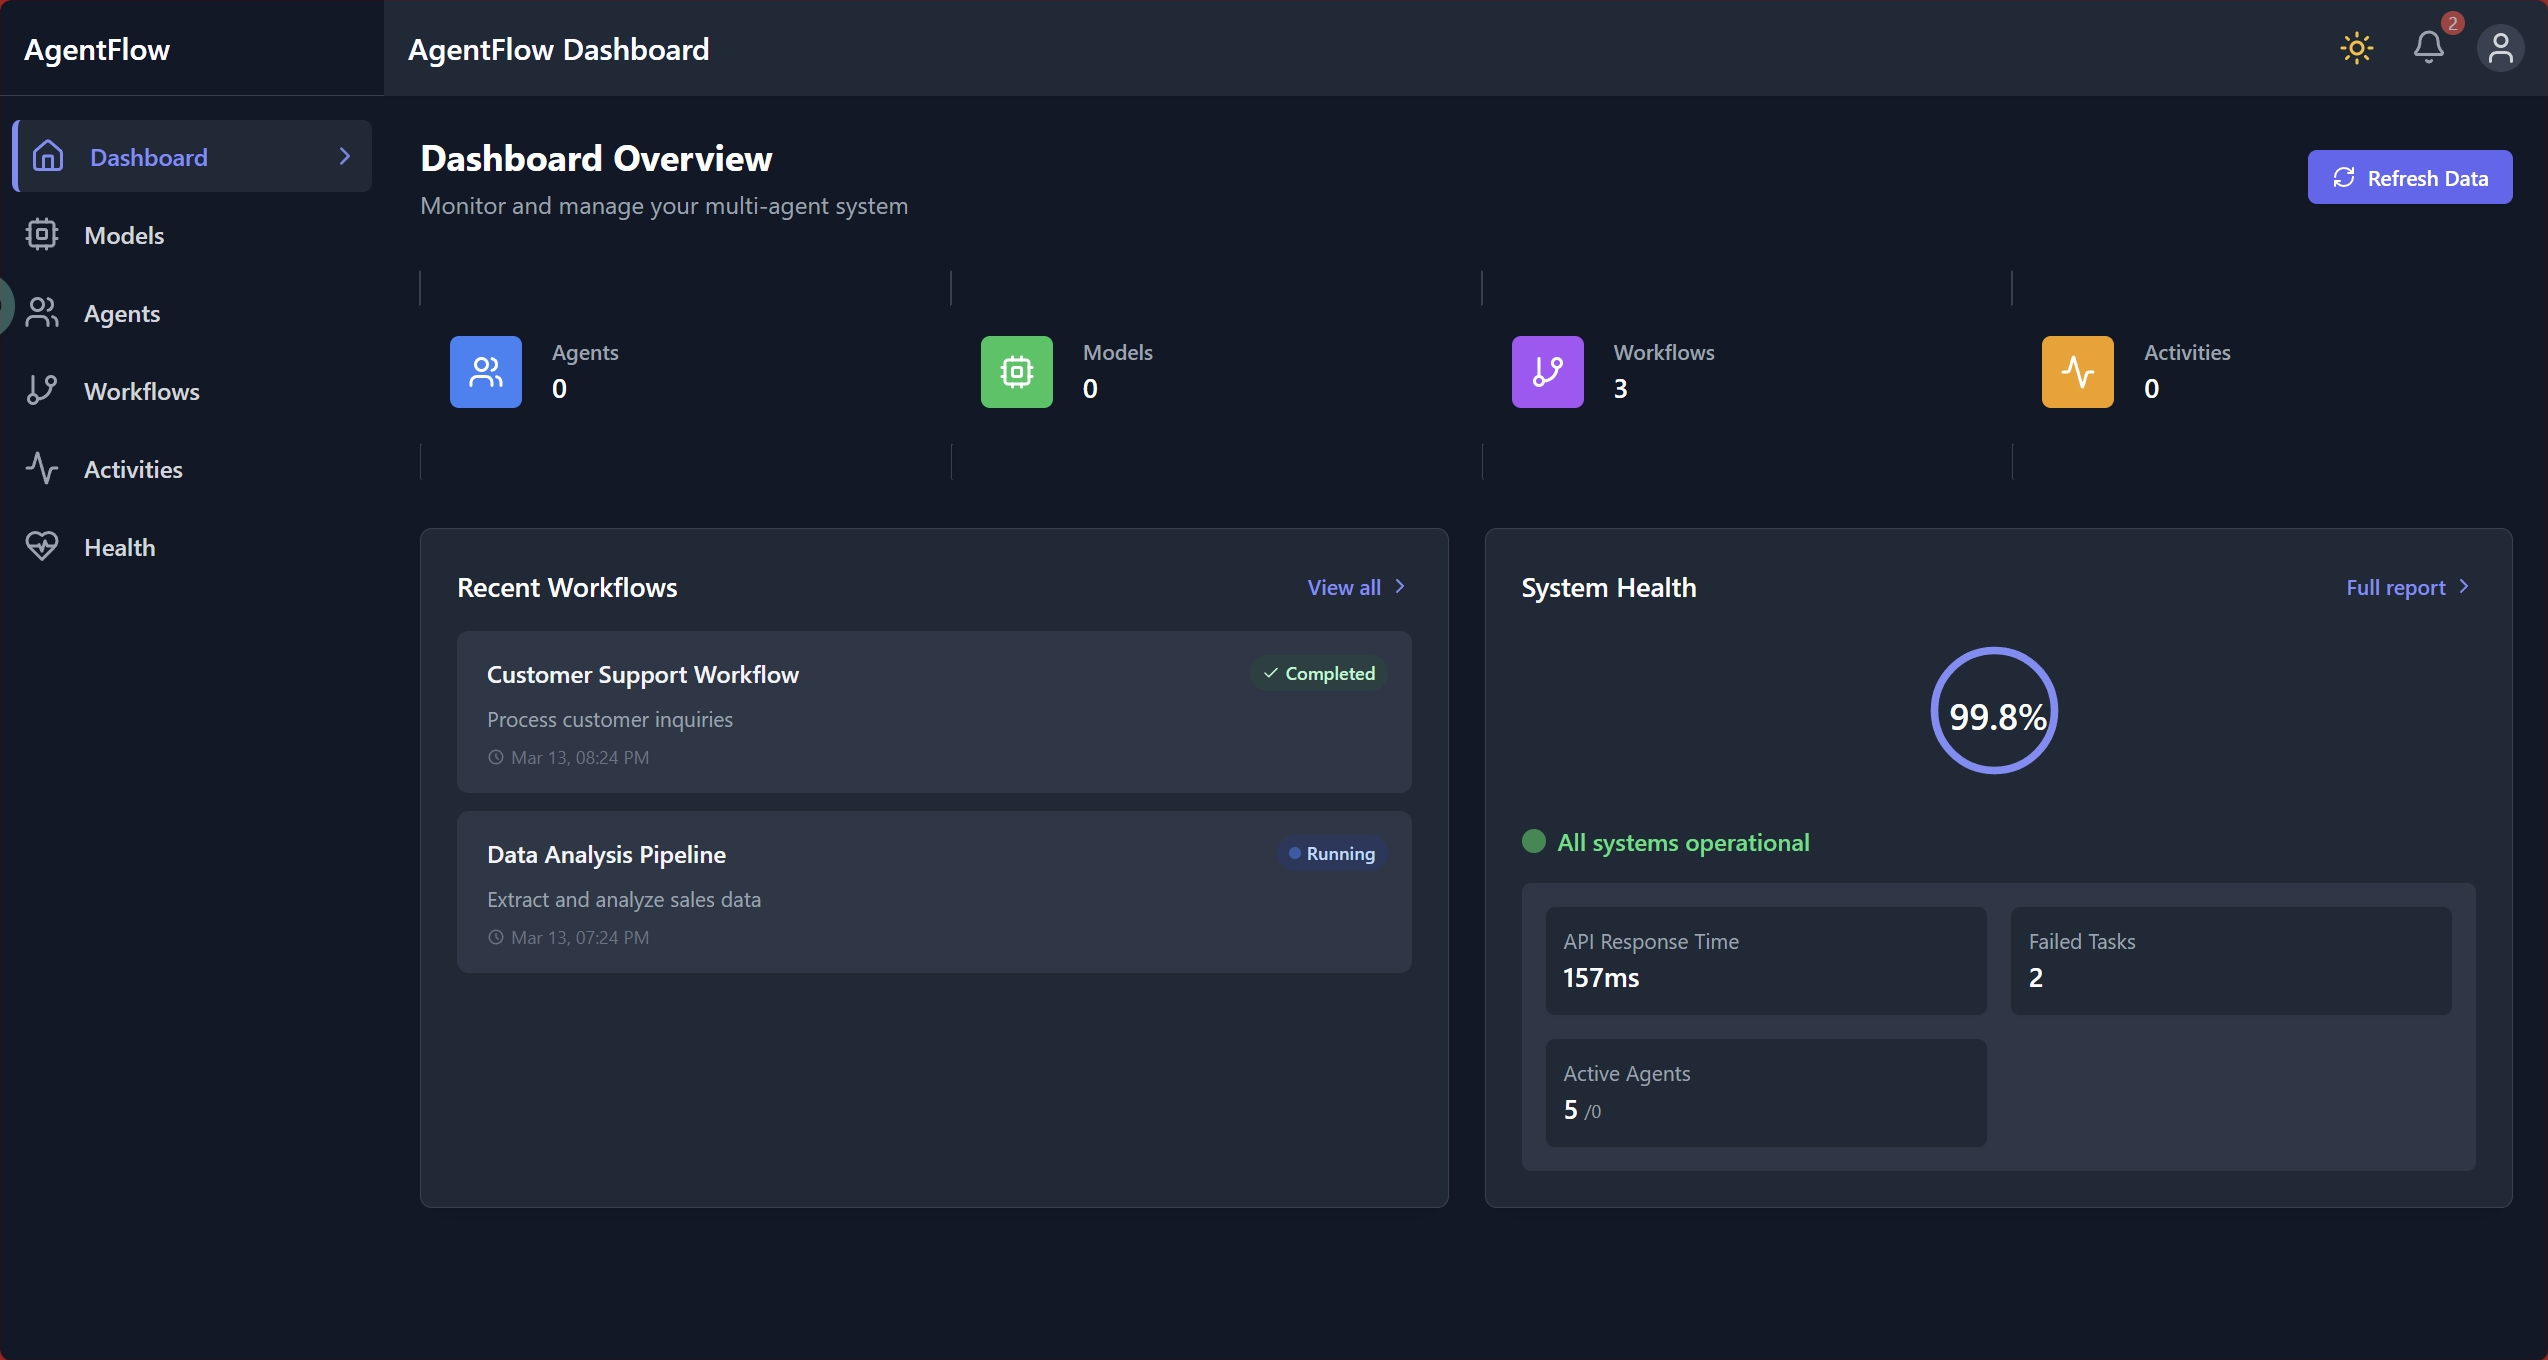 AgentFlow
AgentFlow Dashboard
2
Dashboard
Models
Agents
Workflows
Activities
Health
Dashboard Overview
Monitor and manage your multi-agent system
Refresh Data
Agents
0
Models
0
Workflows
3
Activities
0
Recent Workflows
View all
Customer Support Workflow
Completed
Process customer inquiries
Mar 13, 08:24 PM
Data Analysis Pipeline
Running
Extract and analyze sales data
Mar 13, 07:24 PM
System Health
Full report
99.8%
All systems operational
API Response Time
157ms
Failed Tasks
2
Active Agents
5 /0